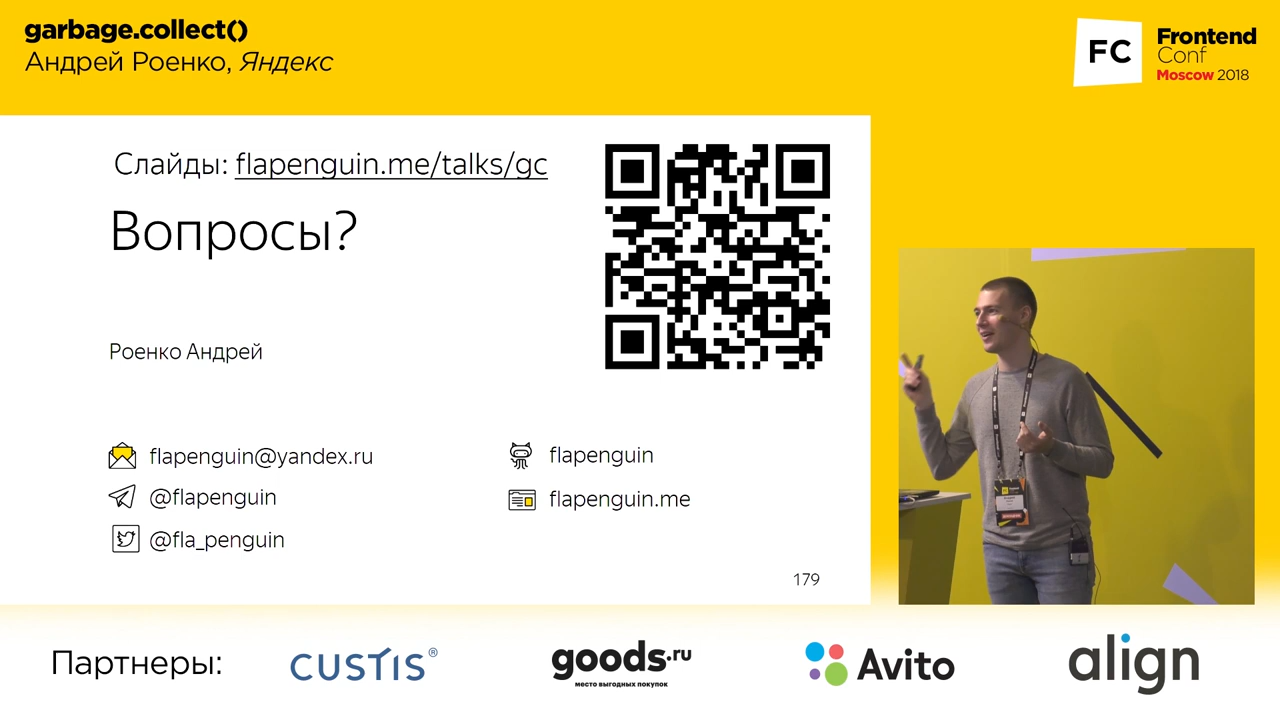 garbage.collect()
Андрей Роенко, Яндекс
FC
Frontend
Conf
Moscow 2018
Слайды: flapenguin.me/talks/gc
Вопросы?
Роенко Андрей
flapenguin@yandex.ru
flapenguin
@flapenguin
flapenguin.me
@fla_penguin
179
Партнеры:
CUSTIS®
goods.ru
место выгодных покупок
Avito
align